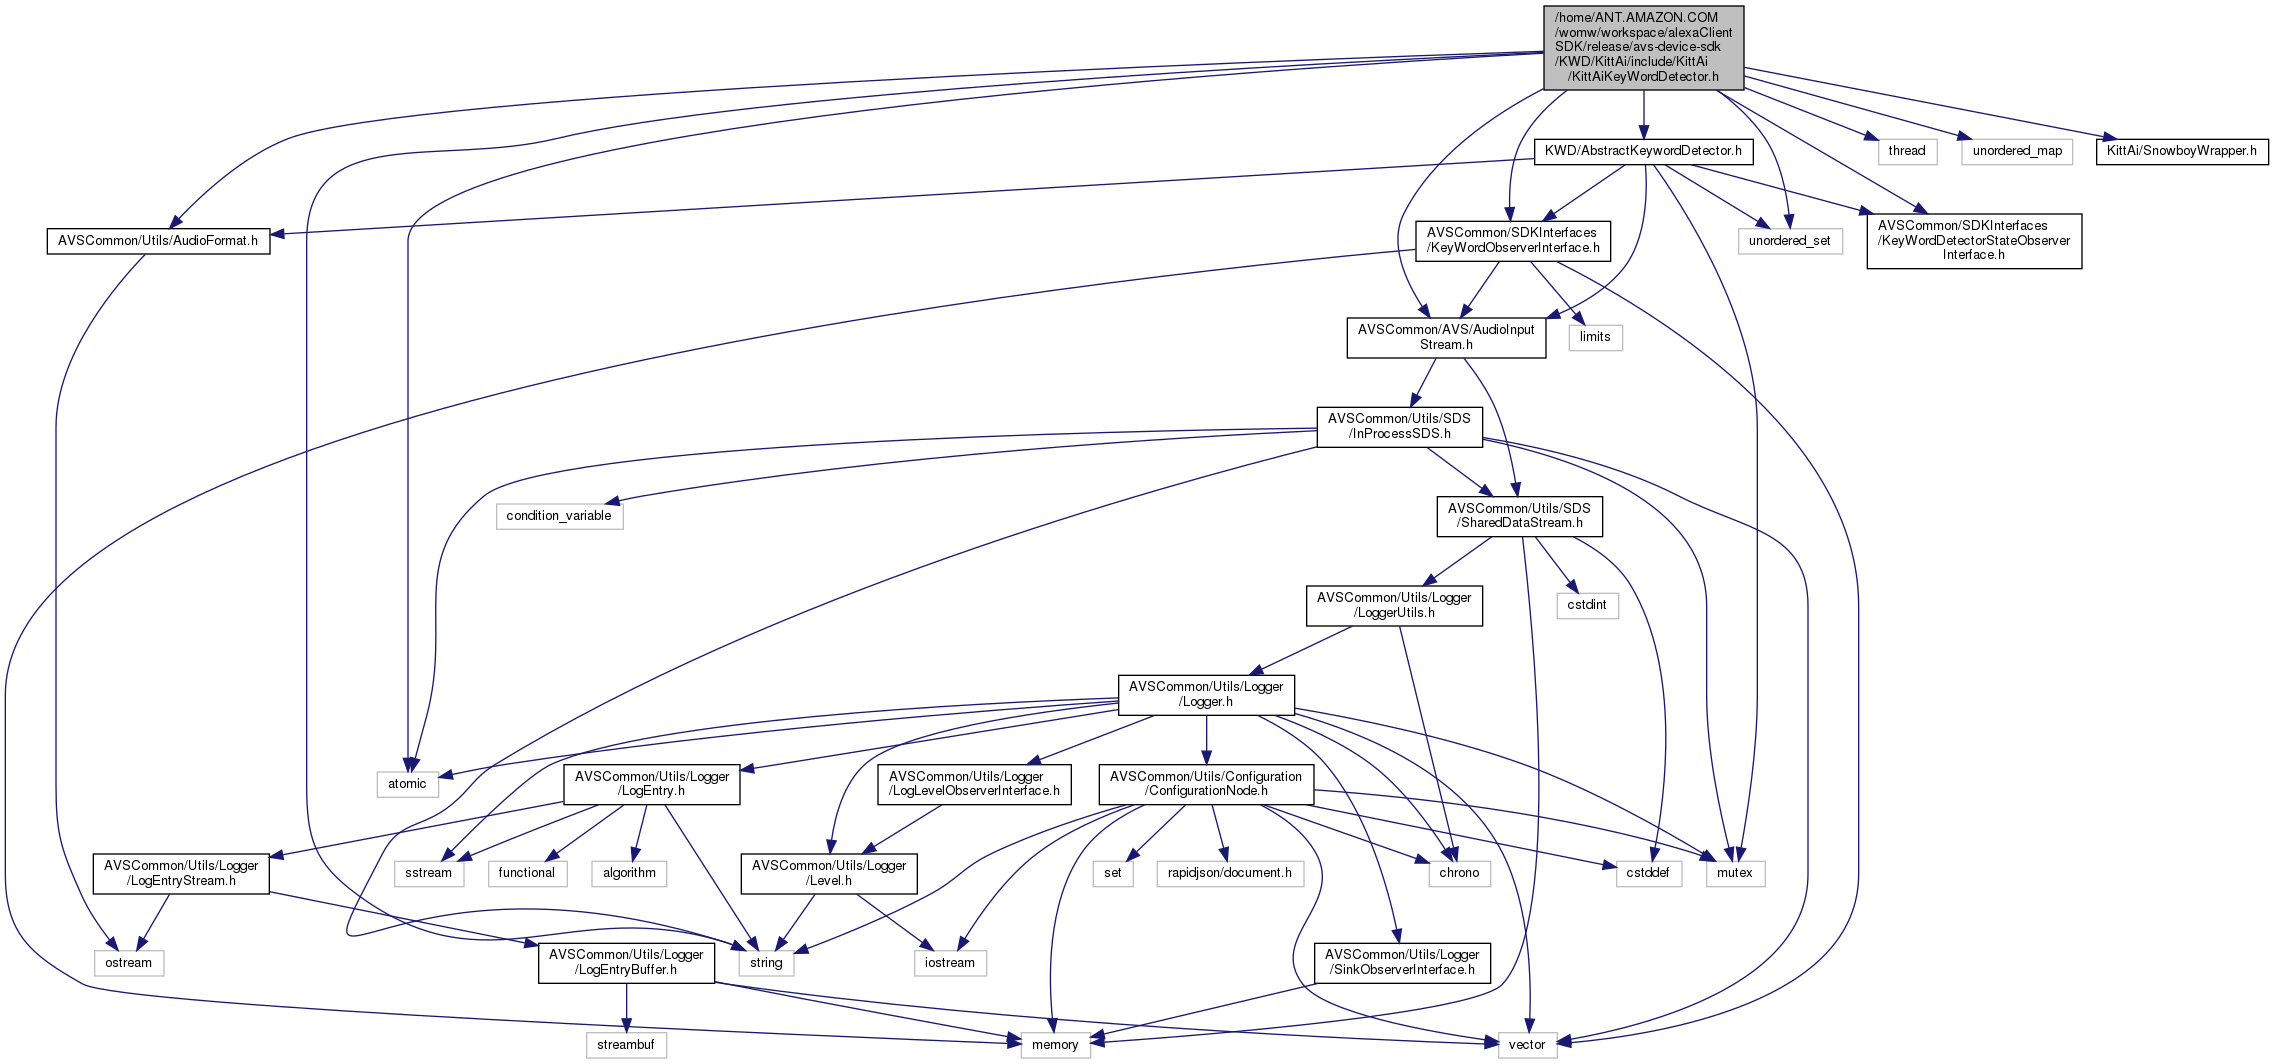 /home/ANT.AMAZON.COM
/womw/workspace/alexaClient
SDK/release/avs-device-sdk
/KWD/KittAi/include/KittAi
/KittAiKeyWordDetector.h
KWD/AbstractKeywordDetector.h
thread
unordered_map
KittAi/SnowboyWrapper.h
AVSCommon/Utils/AudioFormat.h
AVSCommon/SDKInterfaces
/KeyWordObserverInterface.h
unordered_set
AVSCommon/SDKInterfaces
/KeyWordDetectorStateObserver
Interface.h
AVSCommon/AVS/AudioInput
Stream.h
limits
AVSCommon/Utils/SDS
/InProcessSDS.h
condition_variable
AVSCommon/Utils/SDS
/SharedDataStream.h
AVSCommon/Utils/Logger
/LoggerUtils.h
cstdint
AVSCommon/Utils/Logger
/Logger.h
atomic
AVSCommon/Utils/Logger
/LogEntry.h
AVSCommon/Utils/Logger
/LogLevelObserverInterface.h
AVSCommon/Utils/Configuration
/ConfigurationNode.h
AVSCommon/Utils/Logger
/LogEntryStream.h
sstream
functional
algorithm
AVSCommon/Utils/Logger
/Level.h
set
rapidjson/document.h
chrono
cstddef
mutex
ostream
AVSCommon/Utils/Logger
/LogEntryBuffer.h
string
iostream
AVSCommon/Utils/Logger
/SinkObserverInterface.h
streambuf
memory
vector